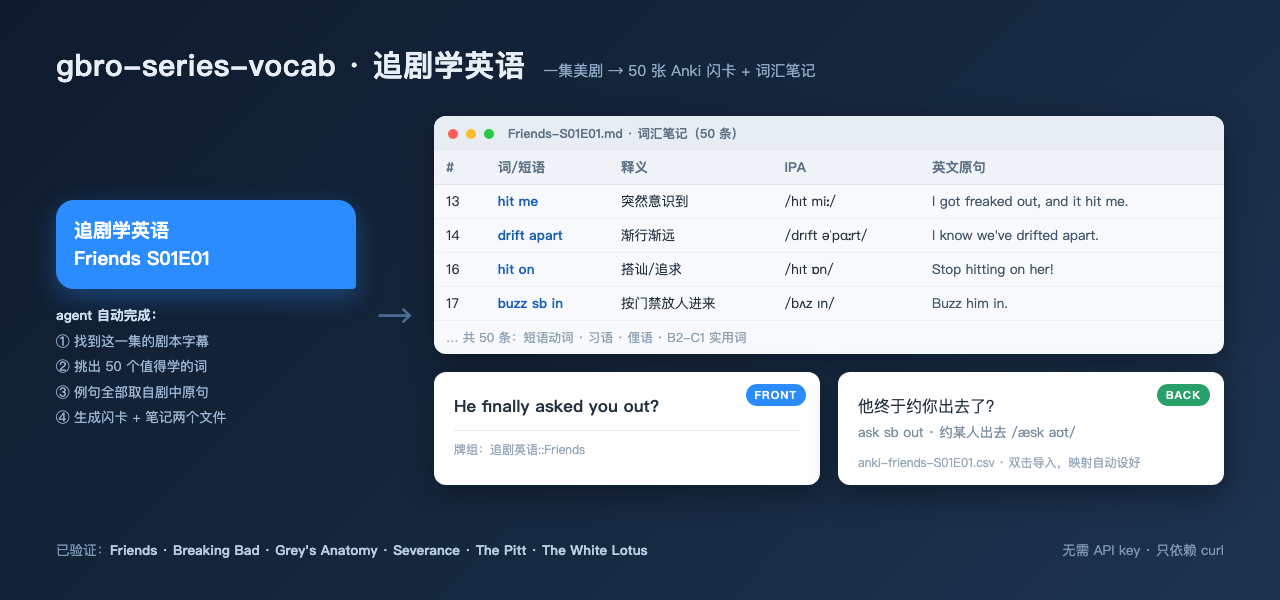 gbro-series-vocab · 追剧学英语 一集美剧 → 50 张 Anki 闪卡 + 词汇笔记
追剧学英语
Friends S01E01
agent 自动完成：
① 找到这一集的剧本字幕
② 挑出 50 个值得学的词
③ 例句全部取自剧中原句
④ 生成闪卡 + 笔记两个文件
→
Friends-S01E01.md · 词汇笔记（50 条）
# 词/短语 释义 IPA 英文原句
13 hit me 突然意识到 /hɪt miː/ I got freaked out, and it hit me.
14 drift apart 渐行渐远 /drɪft əˈpɑːrt/ I know we've drifted apart.
16 hit on 搭讪/追求 /hɪt ɒn/ Stop hitting on her!
17 buzz sb in 按门禁放人进来 /bʌz ɪn/ Buzz him in.
... 共 50 条：短语动词 · 习语 · 俚语 · B2-C1 实用词
FRONT
He finally asked you out?
牌组：追剧英语::Friends
BACK
他终于约你出去了？
ask sb out · 约某人出去 /æsk aʊt/
anki-friends-S01E01.csv · 双击导入，映射自动设好
已验证：Friends · Breaking Bad · Grey's Anatomy · Severance · The Pitt · The White Lotus
无需 API key · 只依赖 curl